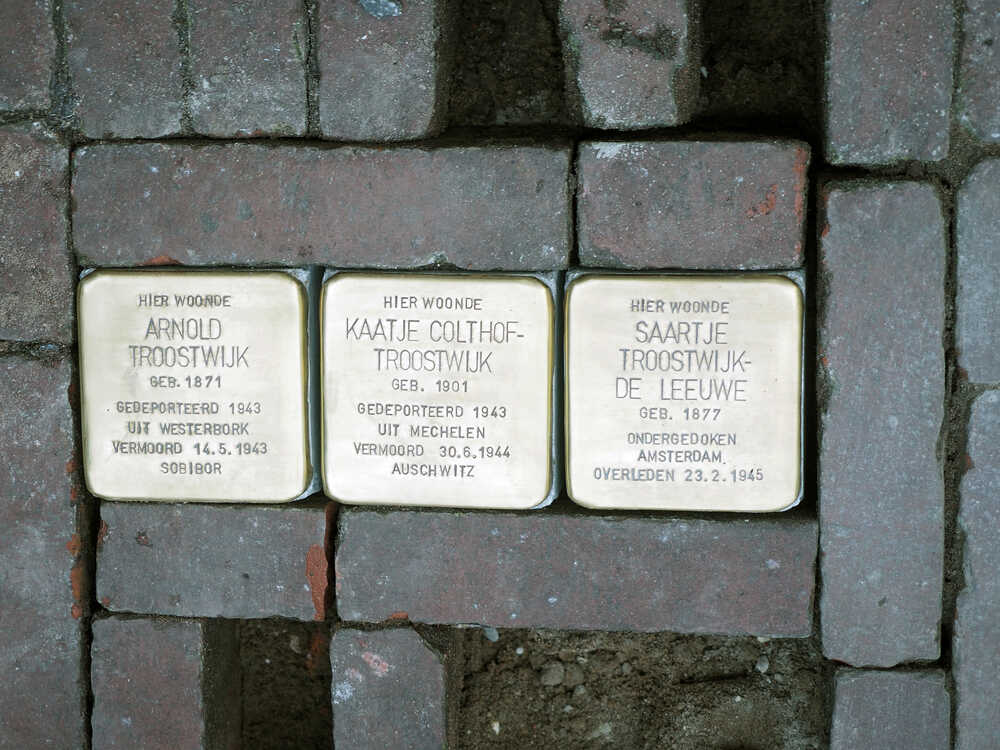 HIER WOONDE
ARNOLD
TROOSTWIJK
GEB. 1871
GEDEPORTEERD 1943
UIT WESTERBORK
VERMOORD 14.5.1943
SOBIBOR
HIER WOONDE
KAATJE COLTHOF-
TROOSTWIJK
GEB. 1901
GEDEPORTEERD 1943
UIT MECHELEN
VERMOORD 30.6.1944
AUSCHWITZ
HIER WOONDE
SAARTJE
TROOSTWIJK-
DE LEEUWE
GEB. 1877
ONDERGEDOKEN
AMSTERDAM
OVERLEDEN 23.2.1945